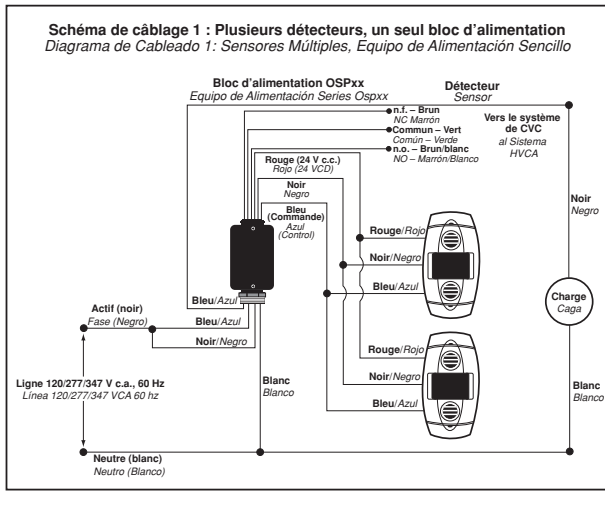 Schéma de câblage 1 : Plusieurs détecteurs, un seul bloc d'alimentation
Diagrama de Cableado 1: Sensores Múltiples, Equipo de Alimentación Sencillo
Bloc d'alimentation OSPxx
Equipo de Alimentación Series Ospxx
Détecteur
Sensor
n.f. – Brun
NC Marrón
Commun – Vert
Común – Verde
n.o. – Brun/blanc
NO – Marrón/Blanco
Vers le système
de CVC
al Sistema
HVCA
Rouge (24 V c.c.)
Rojo (24 VCD)
Noir
Negro
Bleu
(Commande)
Azul
(Control)
Noir
Negro
Rouge/Rojo
Noir/Negro
Bleu/Azul
Bleu/Azul
Actif (noir)
Fase (Negro)
Bleu/Azul
Noir/Negro
Charge
Caga
Rouge/Rojo
Noir/Negro
Bleu/Azul
Ligne 120/277/347 V c.a., 60 Hz
Línea 120/277/347 VCA 60 hz
Blanc
Blanco
Blanc
Blanco
Neutre (blanc)
Neutro (Blanco)